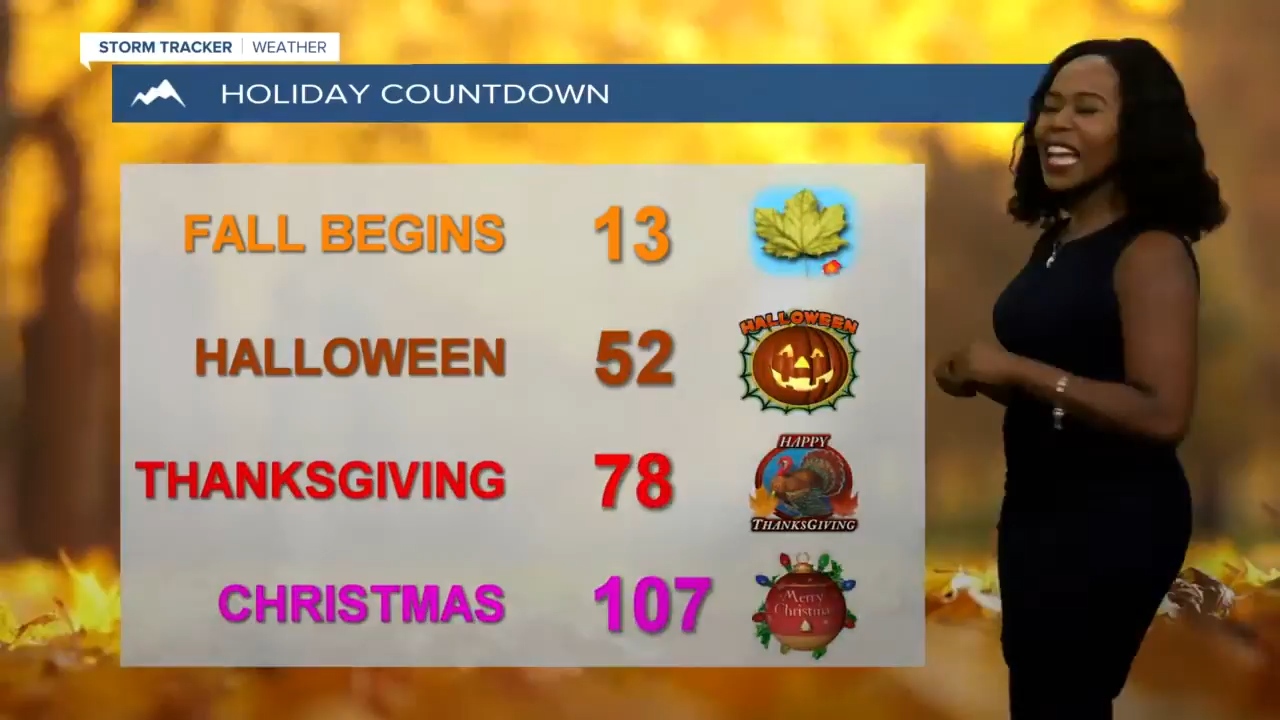 STORM TRACKER | WEATHER
HOLIDAY COUNTDOWN
FALL BEGINS 13
HALLOWEEN 52
HALLOWEEN
THANKSGIVING 78
HAPPY
THANKSGIVING
CHRISTMAS 107
Merry
Christmas